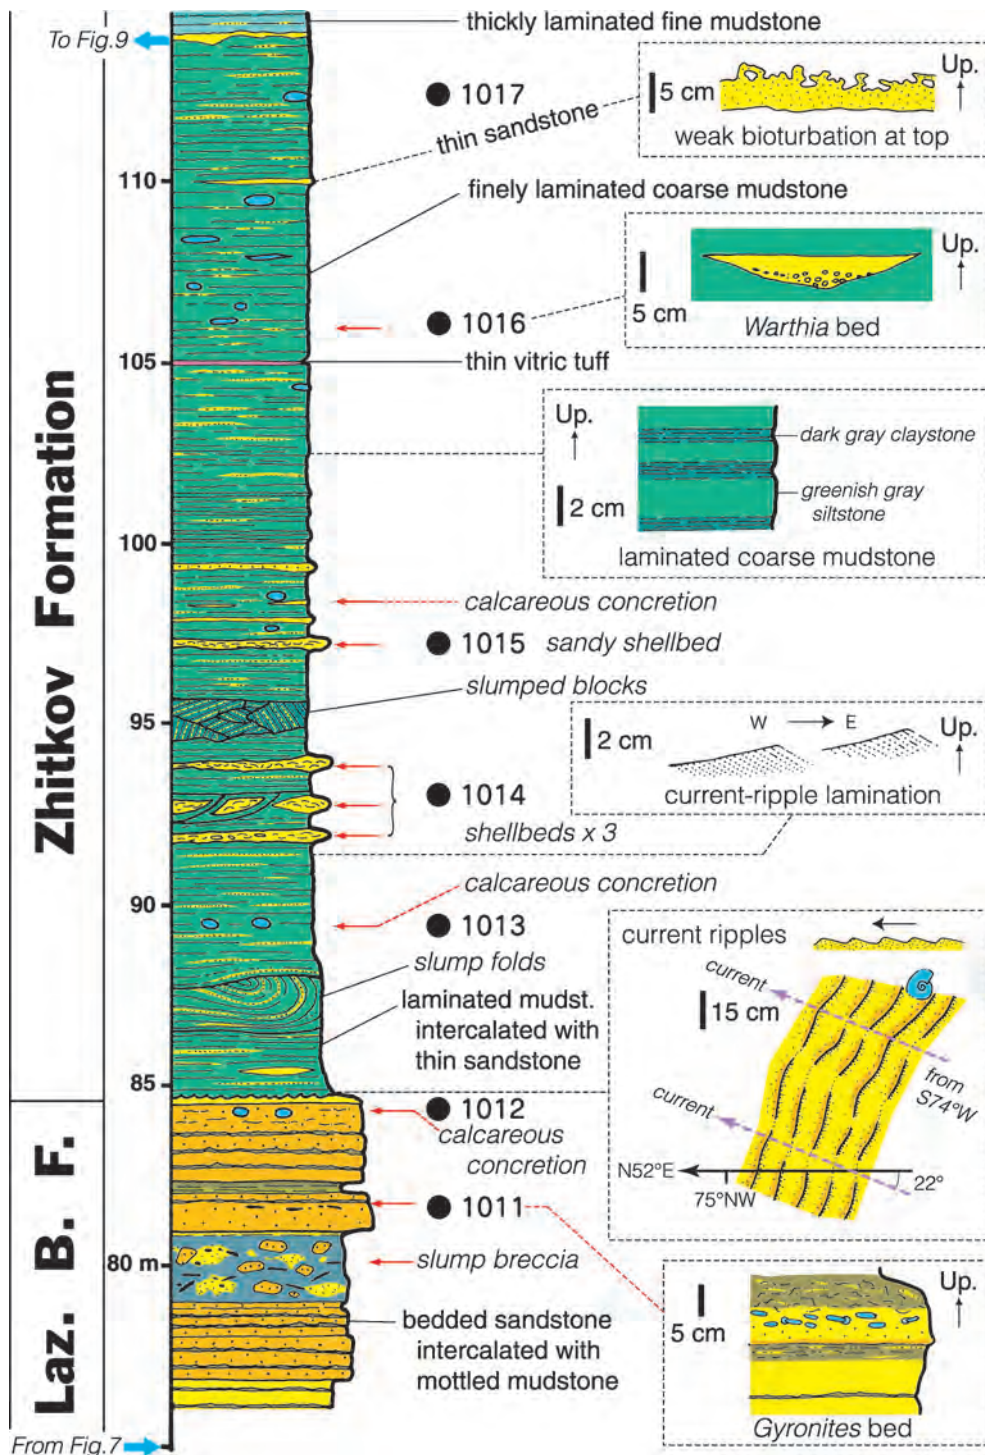 thickly laminated fine mudstone
To Fig.9
1017
5 cm
Up.
weak bioturbation at top
thin sandstone
110
finely laminated coarse mudstone
Up.
5 cm
Warthia bed
1016
105
thin vitric tuff
Up.
dark gray claystone
2 cm
greenish gray
siltstone
laminated coarse mudstone
100
calcareous concretion
1015 sandy shellbed
slumped blocks
95
2 cm
W
E
Up.
current-ripple lamination
1014
shellbeds x 3
90
calcareous concretion
1013
slump folds
laminated mudst.
intercalated with
thin sandstone
current ripples
current
15 cm
from
S74°W
current
N52°E
75°NW
22°
85
1012
calcareous
concretion
1011
80 m
slump breccia
bedded sandstone
intercalated with
mottled mudstone
5 cm
Up.
Gyronites bed
Zhitkov Formation
Laz. B. F.
From Fig.7